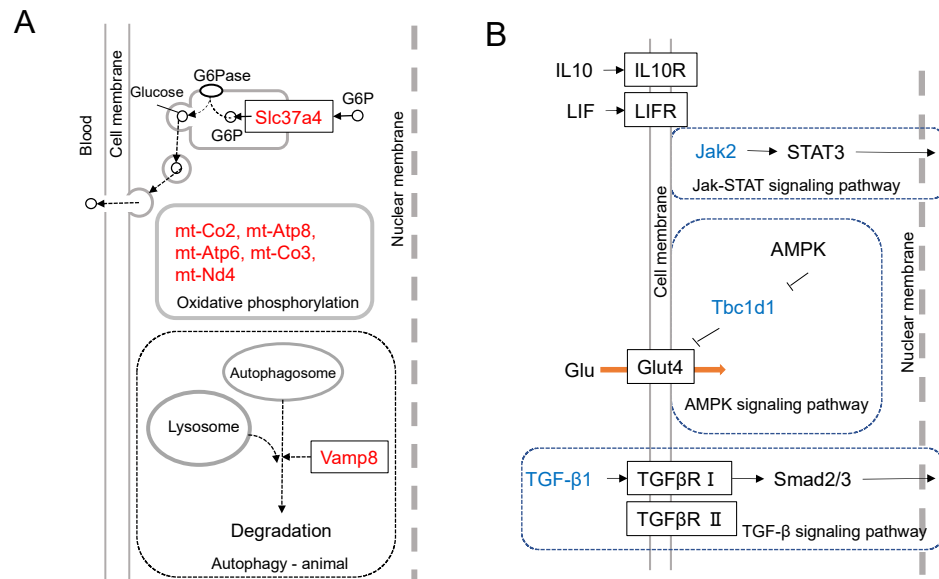 A
G6Pase
Glucose
G6P
G6P
Slc37a4
Blood
Cell membrane
Nuclear membrane
mt-Co2, mt-Atp8,
mt-Atp6, mt-Co3,
mt-Nd4
Oxidative phosphorylation
Autophagosome
Lysosome
Vamp8
Degradation
Autophagy - animal
B
IL10
IL10R
LIF
LIFR
Jak2
STAT3
Jak-STAT signaling pathway
Cell membrane
Nuclear membrane
AMPK
Tbc1d1
Glu
Glut4
AMPK signaling pathway
TGF-β1
TGFβR Ⅰ
Smad2/3
TGFβR Ⅱ
TGF-β signaling pathway